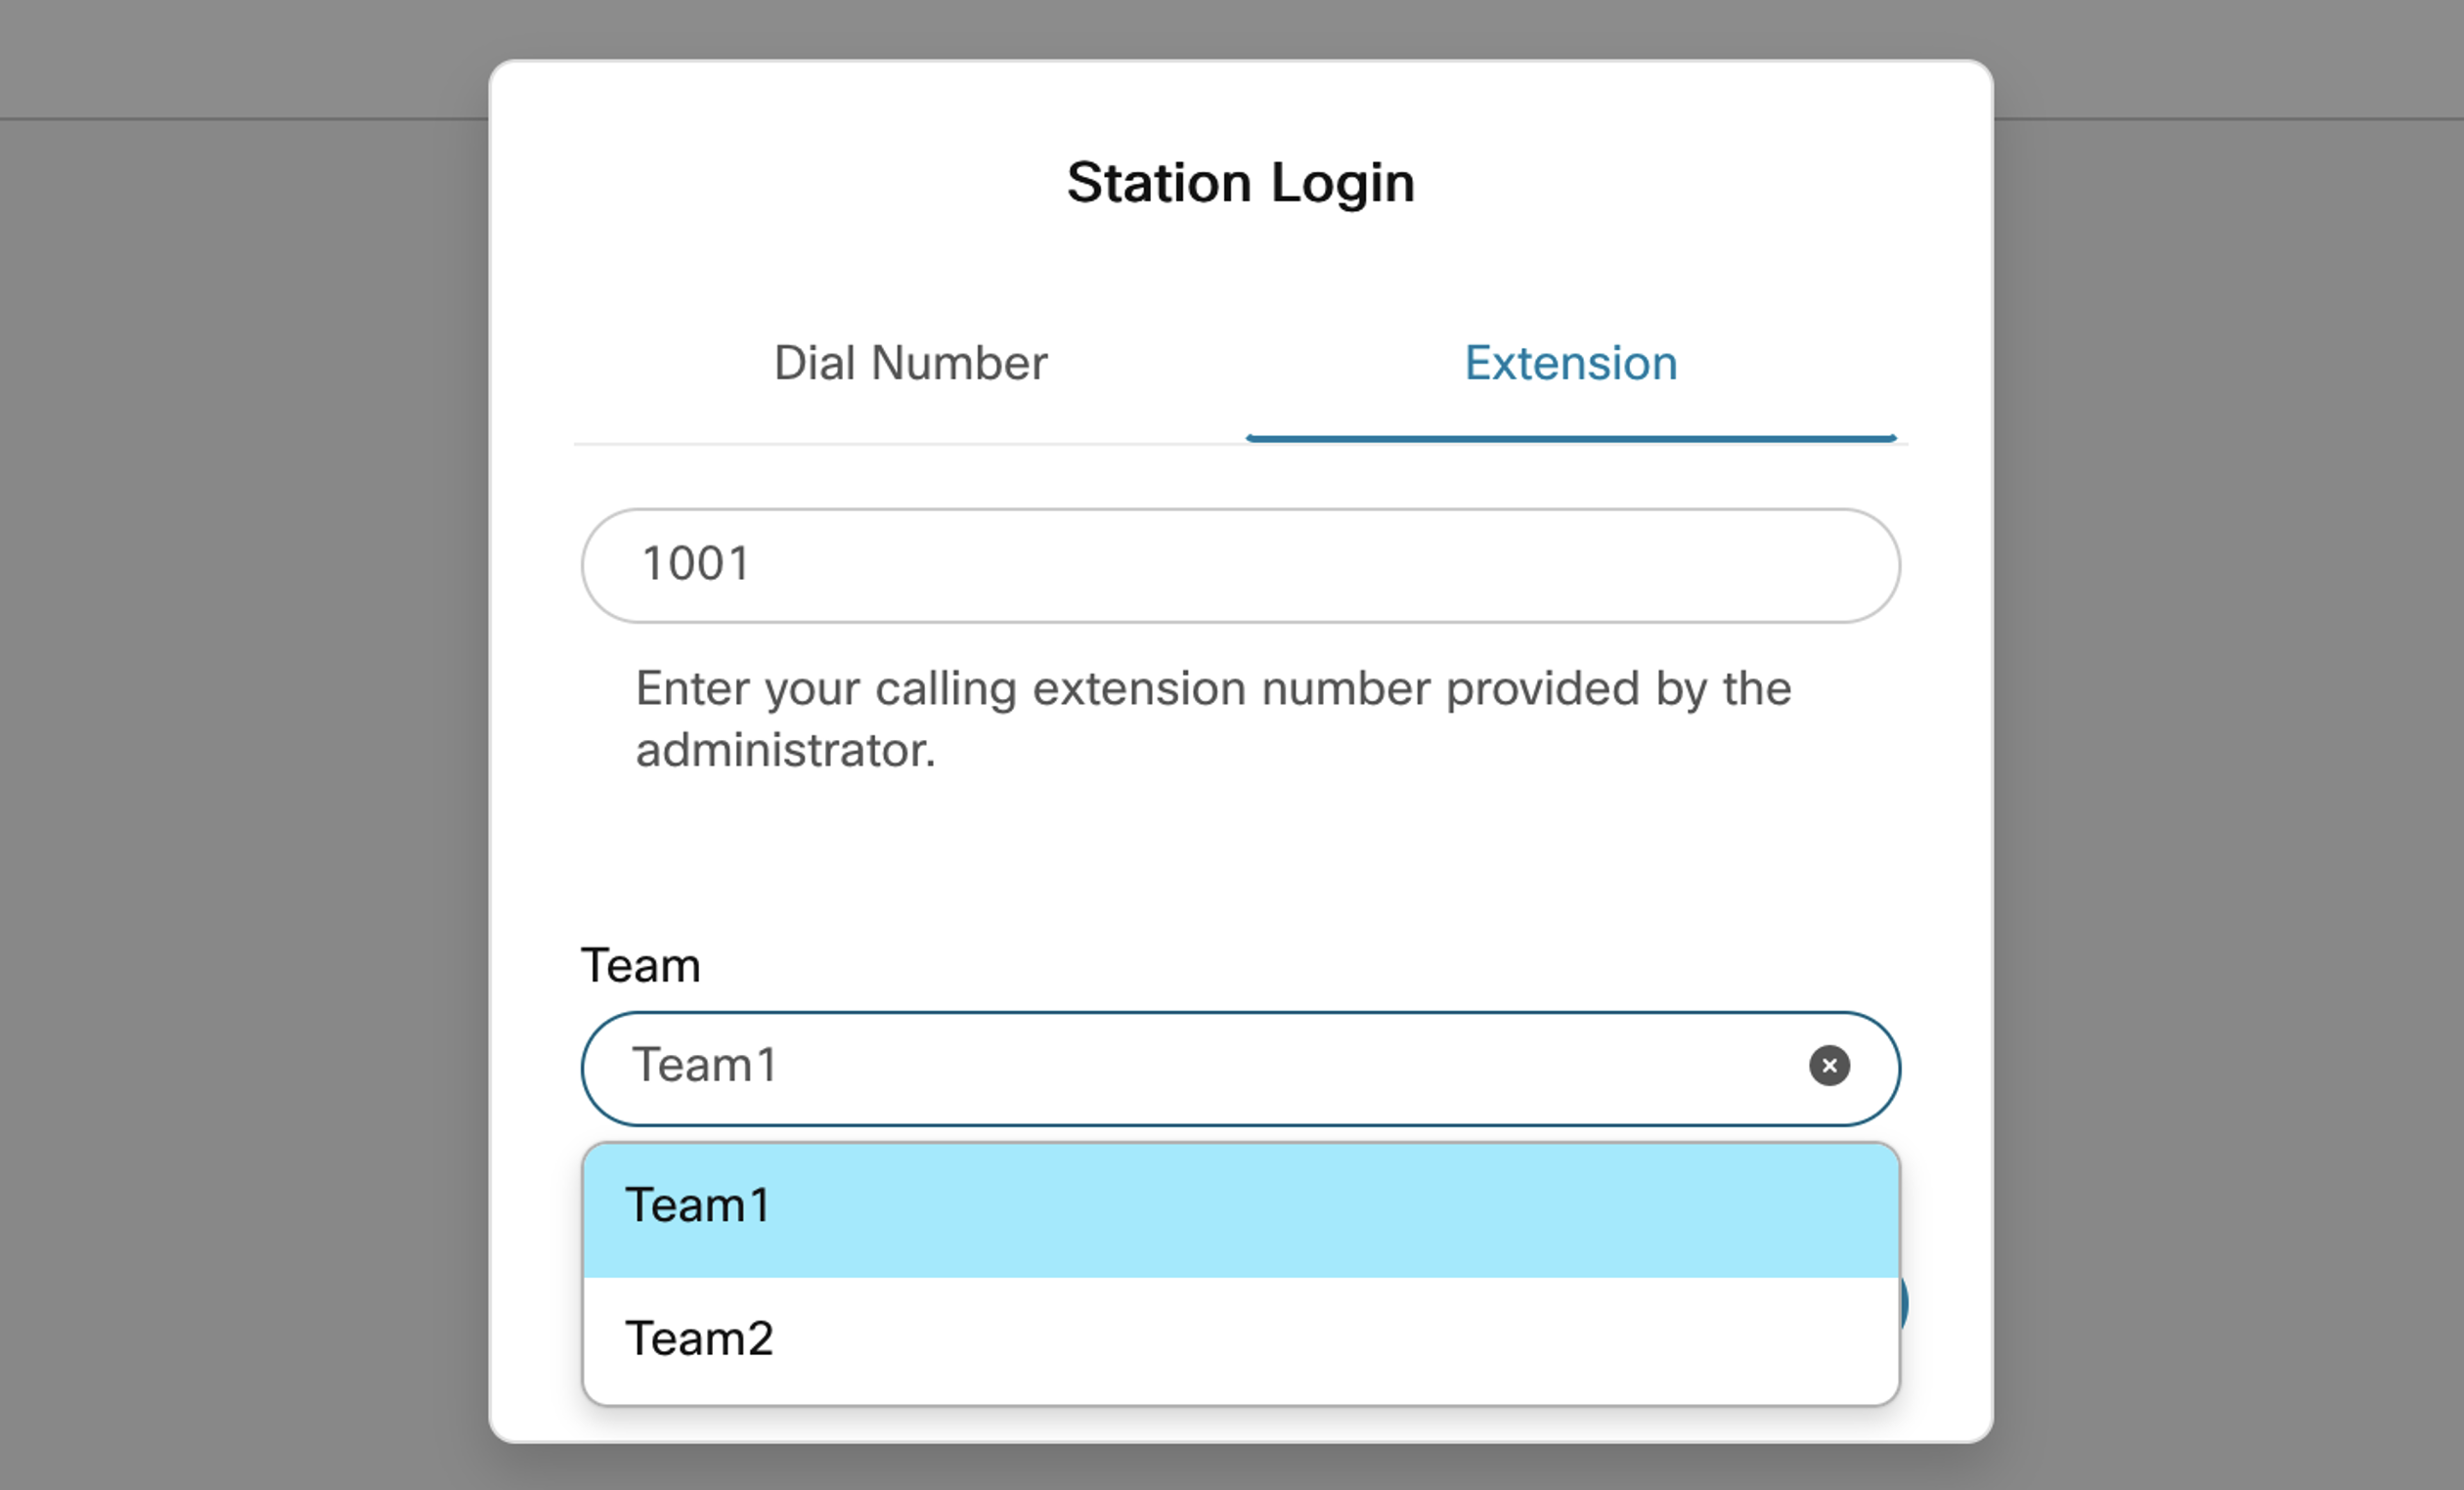 Station Login
Dial Number
Extension
1001
Enter your calling extension number provided by the
administrator.
Team
Team1
Team1
Team2